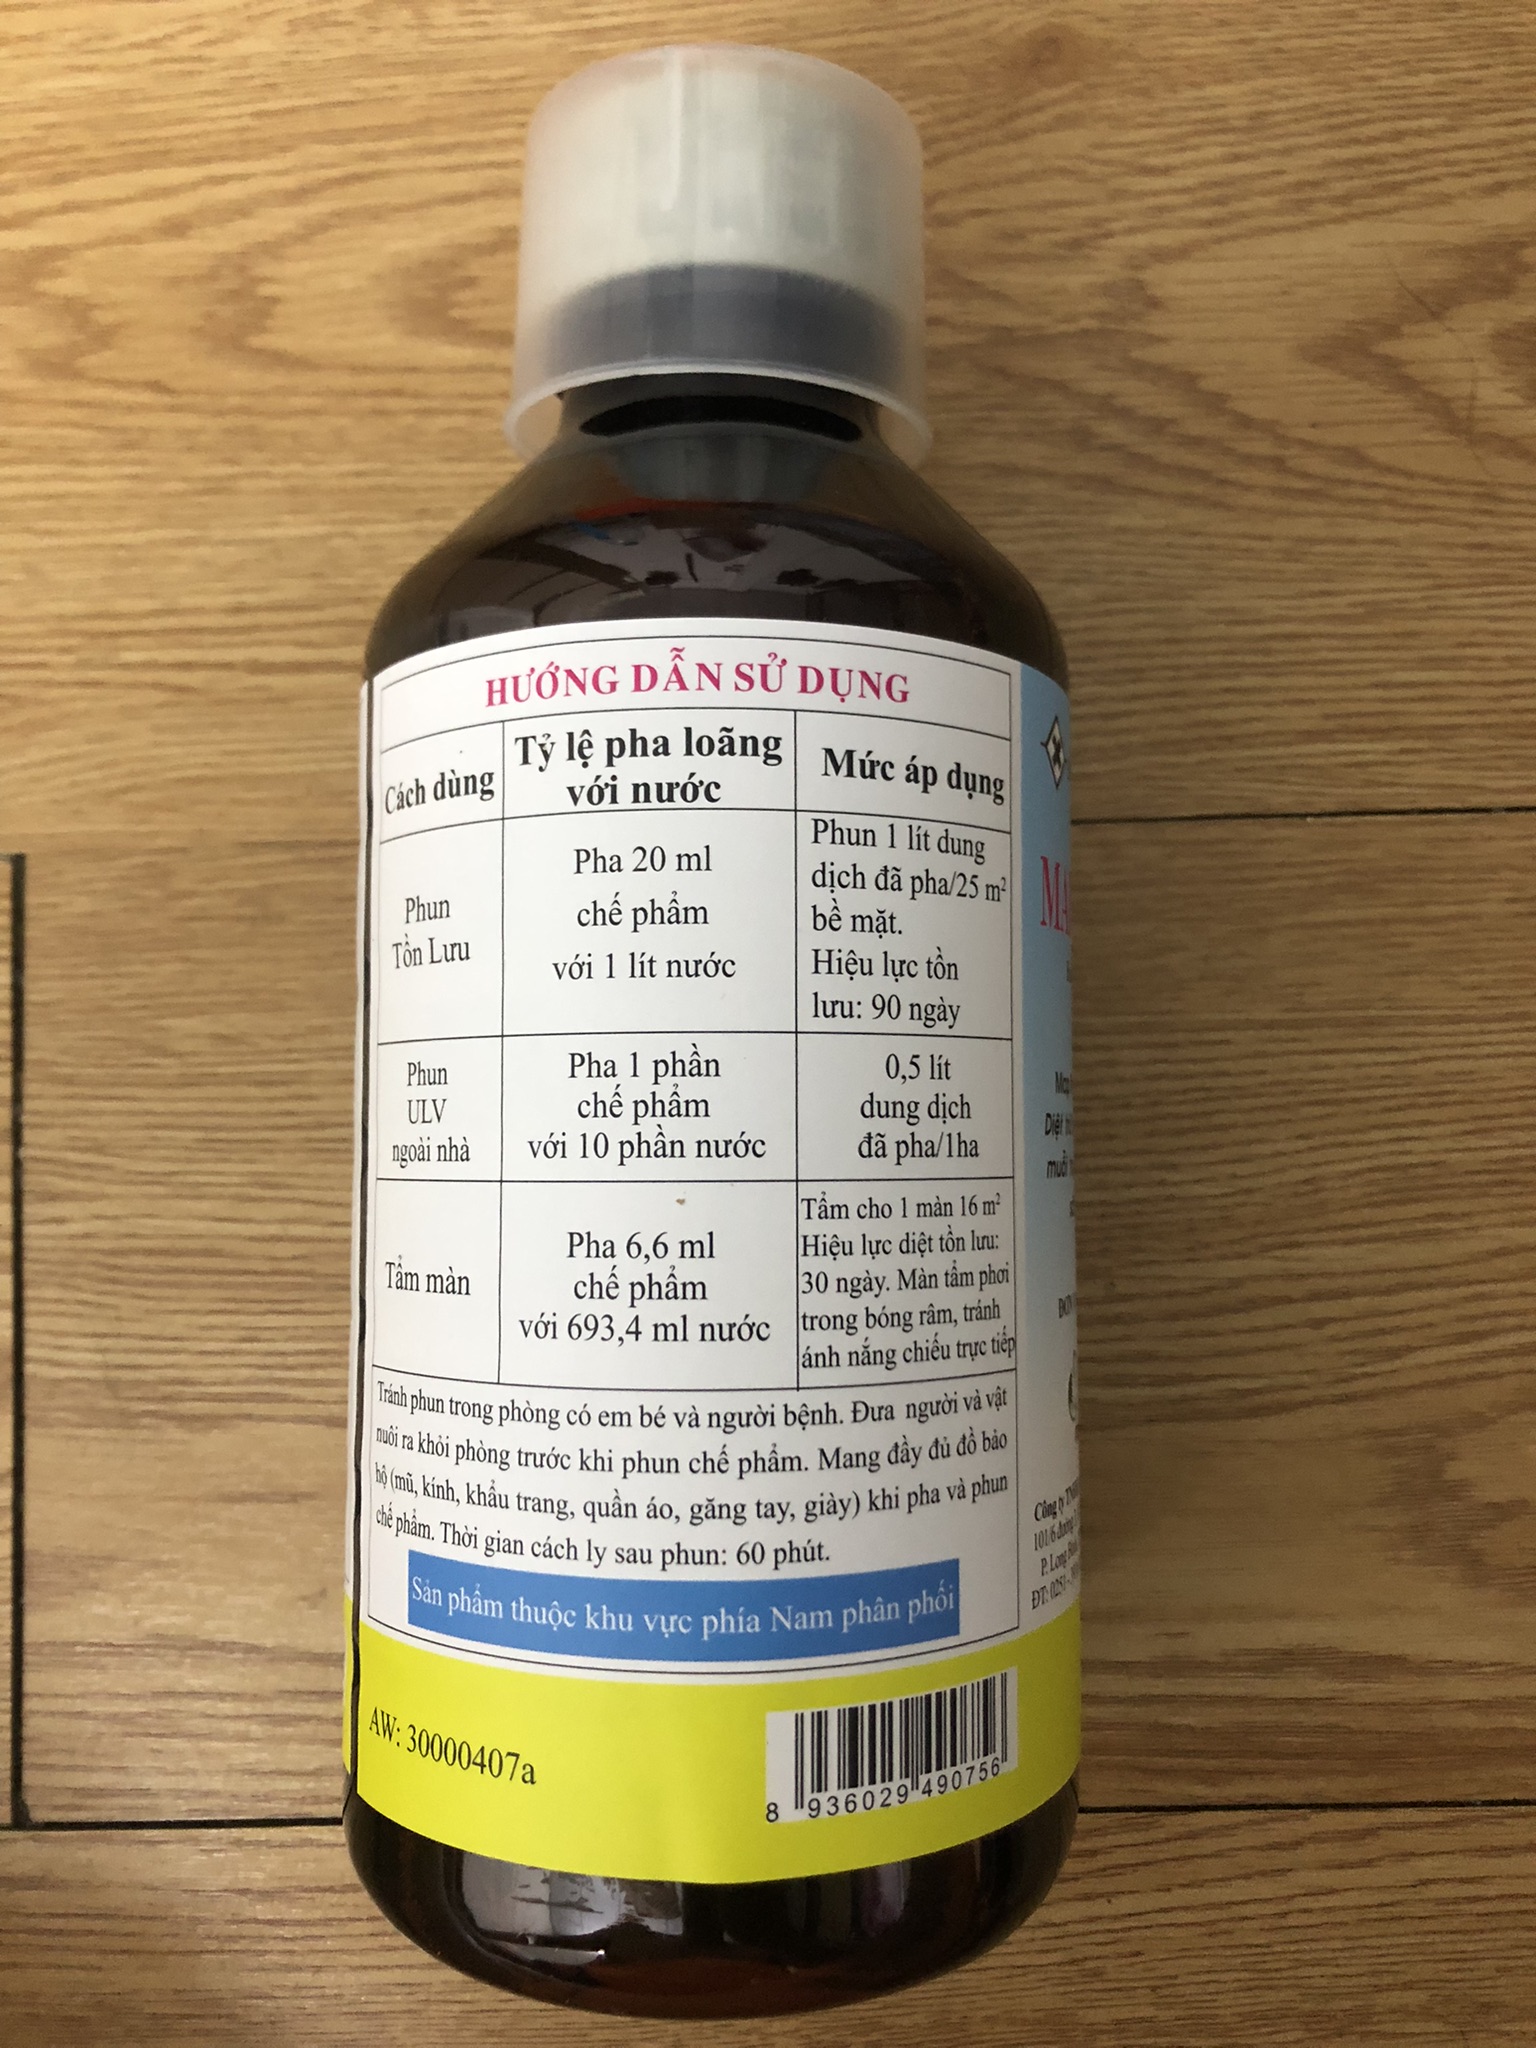 HƯỚNG DẪN SỬ DỤNG
Cách dùng
Tỷ lệ pha loãng
với nước
Mức áp dụng
Phun
Tồn Lưu
Pha 20 ml
chế phẩm
với 1 lít nước
Phun 1 lít dung
dịch đã pha/25 m²
bề mặt.
Hiệu lực tồn
lưu: 90 ngày
Phun
ULV
ngoài nhà
Pha 1 phần
chế phẩm
với 10 phần nước
0,5 lít
dung dịch
đã pha/1ha
Tẩm màn
Pha 6,6 ml
chế phẩm
với 693,4 ml nước
Tẩm cho 1 màn 16 m²
Hiệu lực diệt tồn lưu:
30 ngày. Màn tẩm phơi
trong bóng râm, tránh
ánh nắng chiếu trực tiếp
Tránh phun trong phòng có em bé và người bệnh. Đưa người và vật
nuôi ra khỏi phòng trước khi phun chế phẩm. Mang đầy đủ đồ bảo
hộ (mũ, kính, khẩu trang, quần áo, găng tay, giày) khi pha và phun
chế phẩm. Thời gian cách ly sau phun: 60 phút.
Sản phẩm thuộc khu vực phía Nam phân phối
AW: 30000407a
8 936029 490756
Công ty
101/6 đường
P. Long
ĐT: 0251